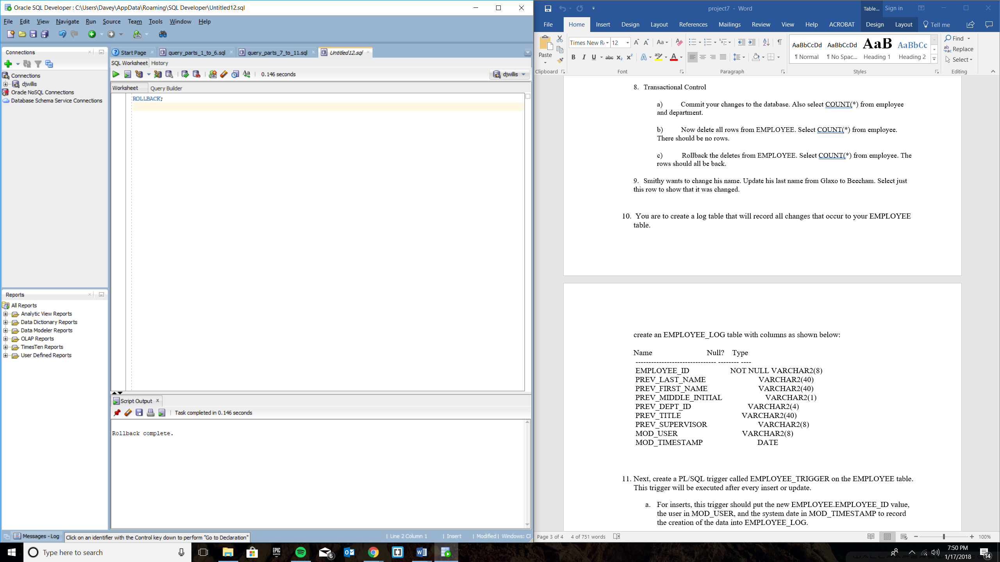 Oracle SQL Developer : C:\Users\Davey\AppData\Roaming\SQL Developer\Untitled12.sql
File Edit View Navigate Run Source Team Tools Window Help
Connections
Connections
djwillis
Oracle NoSQL Connections
Database Schema Service Connections
Reports
All Reports
Analytic View Reports
Data Dictionary Reports
Data Modeler Reports
OLAP Reports
TimesTen Reports
User Defined Reports
Start Page query_parts_1_to_6.sql query_parts_7_to_11.sql Untitled12.sql
SQL Worksheet History
0.146 seconds djwillis
Worksheet Query Builder
ROLLBACK;
Script Output
Task completed in 0.146 seconds
Rollback complete.
Messages - Log Click on an identifier with the Control key down to perform "Go to Declaration" | Line 2 Column 1 | Insert | Modified | Windows:
project7 - Word Table... Sign in
File Home Insert Design Layout References Mailings Review View Help ACROBAT Design Layout Tell me
Paste
Times New R 12
¶ Normal ¶ No Spac... Heading 1 Heading 2
AaBbCcDd AaBbCcDd AaB AaBbCc
Find
Replace
Select
Clipboard Font Paragraph Styles Editing
8. Transactional Control
a) Commit your changes to the database. Also select COUNT(*) from employee
and department.
b) Now delete all rows from EMPLOYEE. Select COUNT(*) from employee.
There should be no rows.
c) Rollback the deletes from EMPLOYEE. Select COUNT(*) from employee. The
rows should all be back.
9. Smithy wants to change his name. Update his last name from Glaxo to Beecham. Select just
this row to show that it was changed.
10. You are to create a log table that will record all changes that occur to your EMPLOYEE
table.
create an EMPLOYEE_LOG table with columns as shown below:
Name Null? Type
------------------------------- -------- ----
EMPLOYEE_ID NOT NULL VARCHAR2(8)
PREV_LAST_NAME VARCHAR2(40)
PREV_FIRST_NAME VARCHAR2(40)
PREV_MIDDLE_INITIAL VARCHAR2(1)
PREV_DEPT_ID VARCHAR2(4)
PREV_TITLE VARCHAR2(40)
PREV_SUPERVISOR VARCHAR2(8)
MOD_USER VARCHAR2(8)
MOD_TIMESTAMP DATE
11. Next, create a PL/SQL trigger called EMPLOYEE_TRIGGER on the EMPLOYEE table.
This trigger will be executed after every insert or update.
a. For inserts, this trigger should put the new EMPLOYEE.EMPLOYEE_ID value,
the user in MOD_USER, and the system date in MOD_TIMESTAMP to record
the creation of the data into EMPLOYEE_LOG.
Page 3 of 4 4 of 751 words 100%
Type here to search
EPIC GAMES
6
7:50 PM
1/17/2018
14